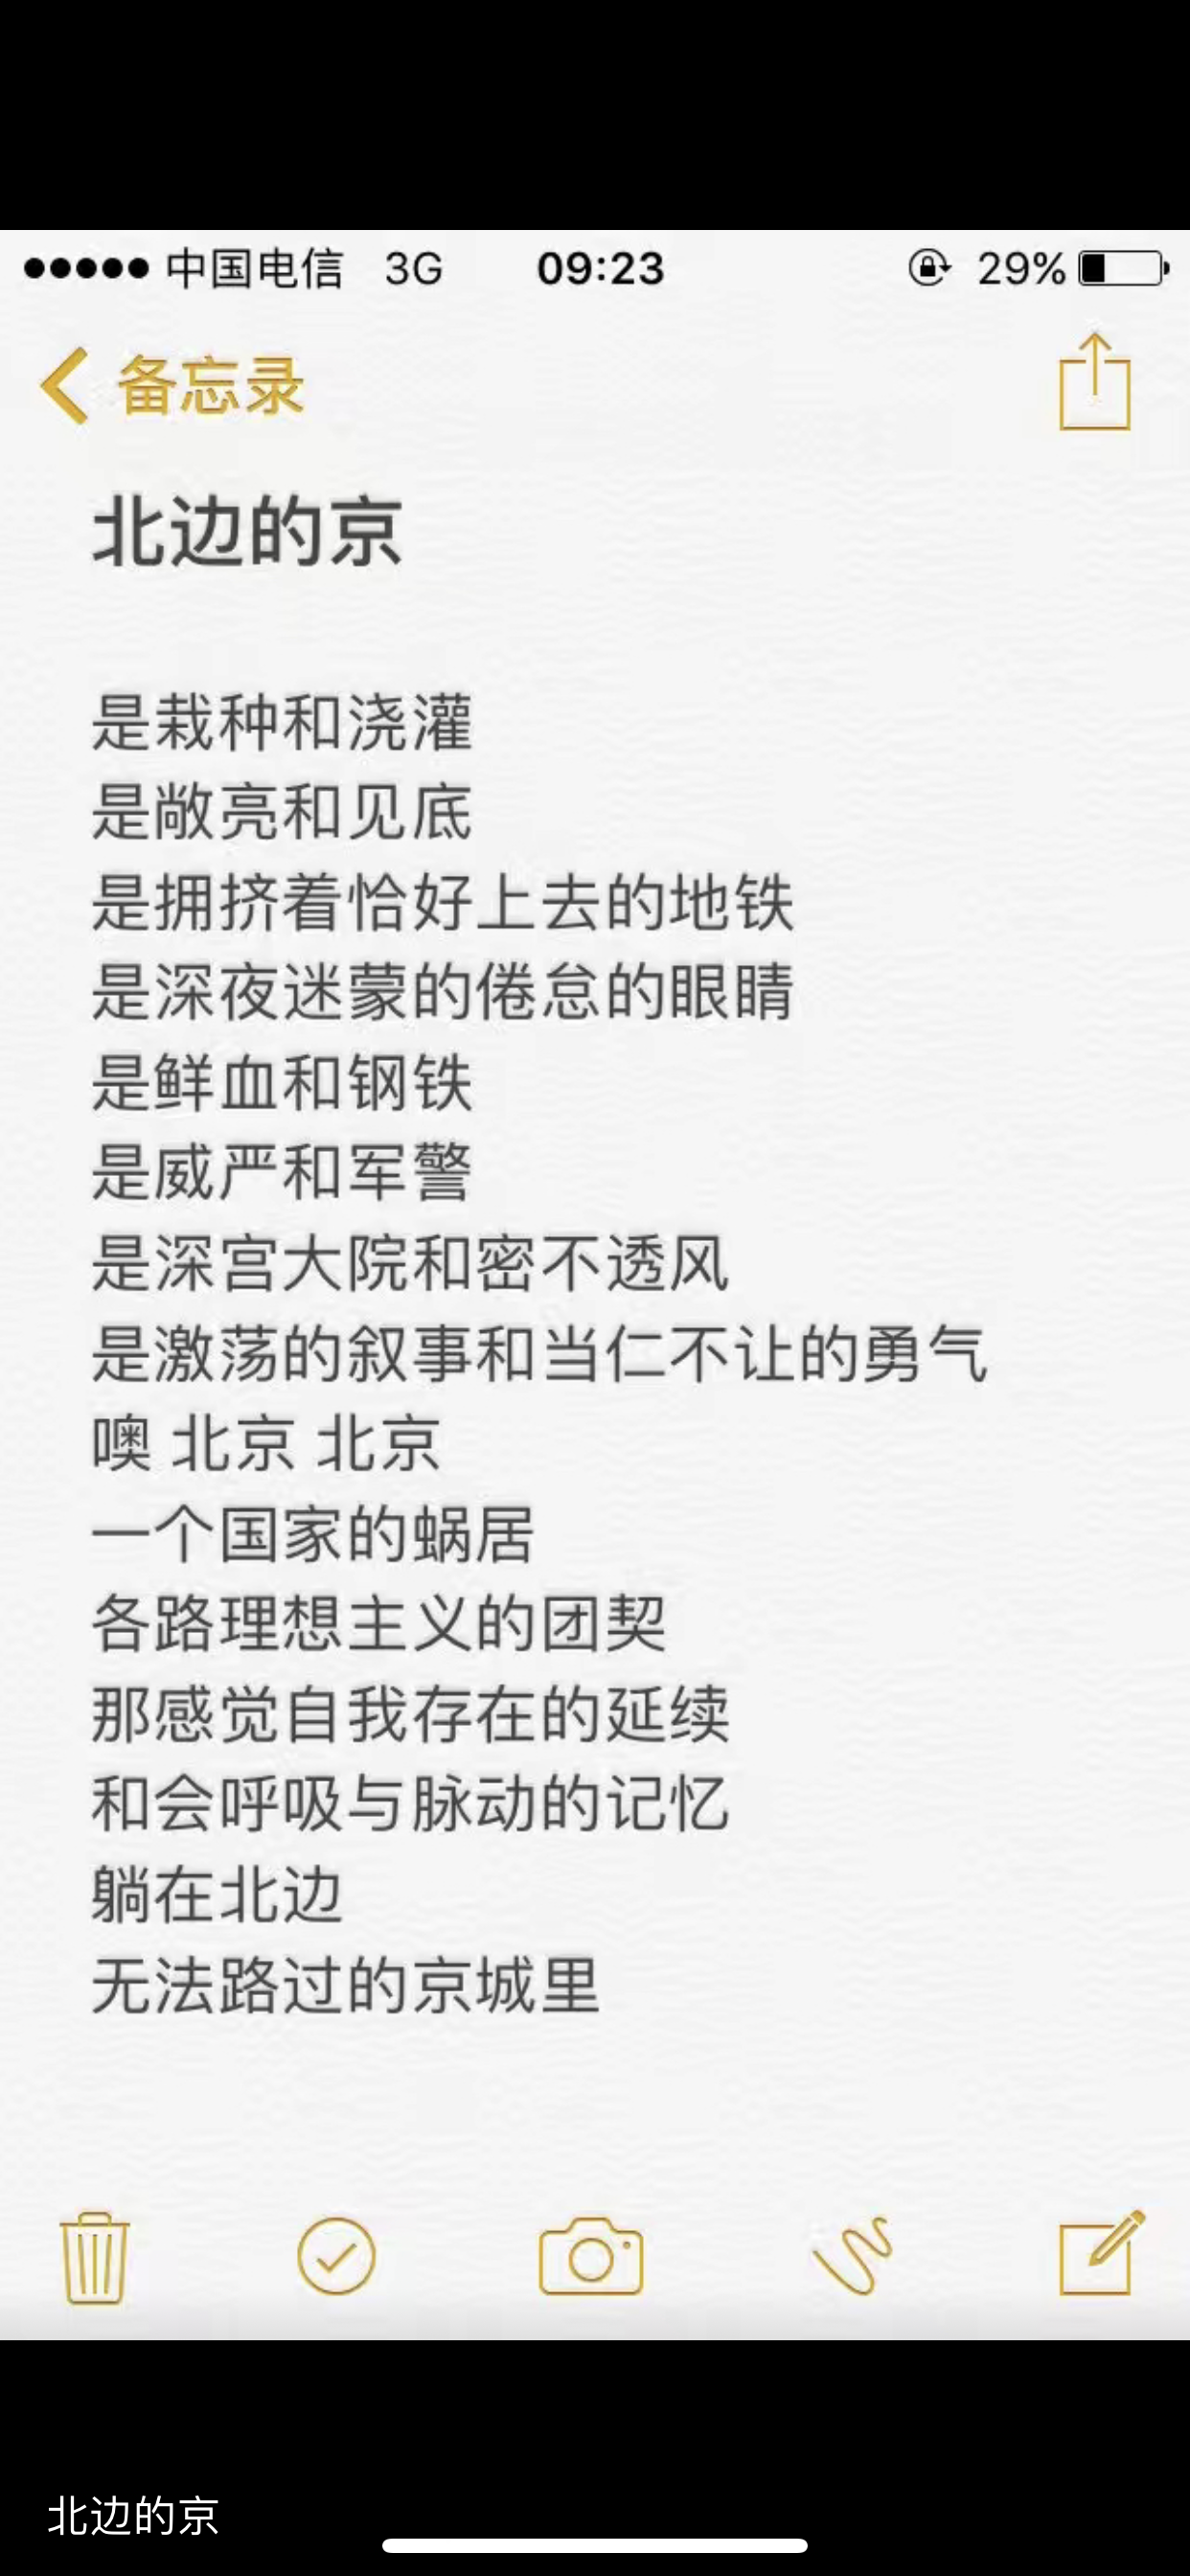 中国电信 3G 09:23 29%
备忘录
北边的京
是栽种和浇灌
是敞亮和见底
是拥挤着恰好上去的地铁
是深夜迷蒙的倦怠的眼睛
是鲜血和钢铁
是威严和军警
是深宫大院和密不透风
是激荡的叙事和当仁不让的勇气
噢 北京 北京
一个国家的蜗居
各路理想主义的团契
那感觉自我存在的延续
和会呼吸与脉动的记忆
躺在北边
无法路过的京城里
北边的京